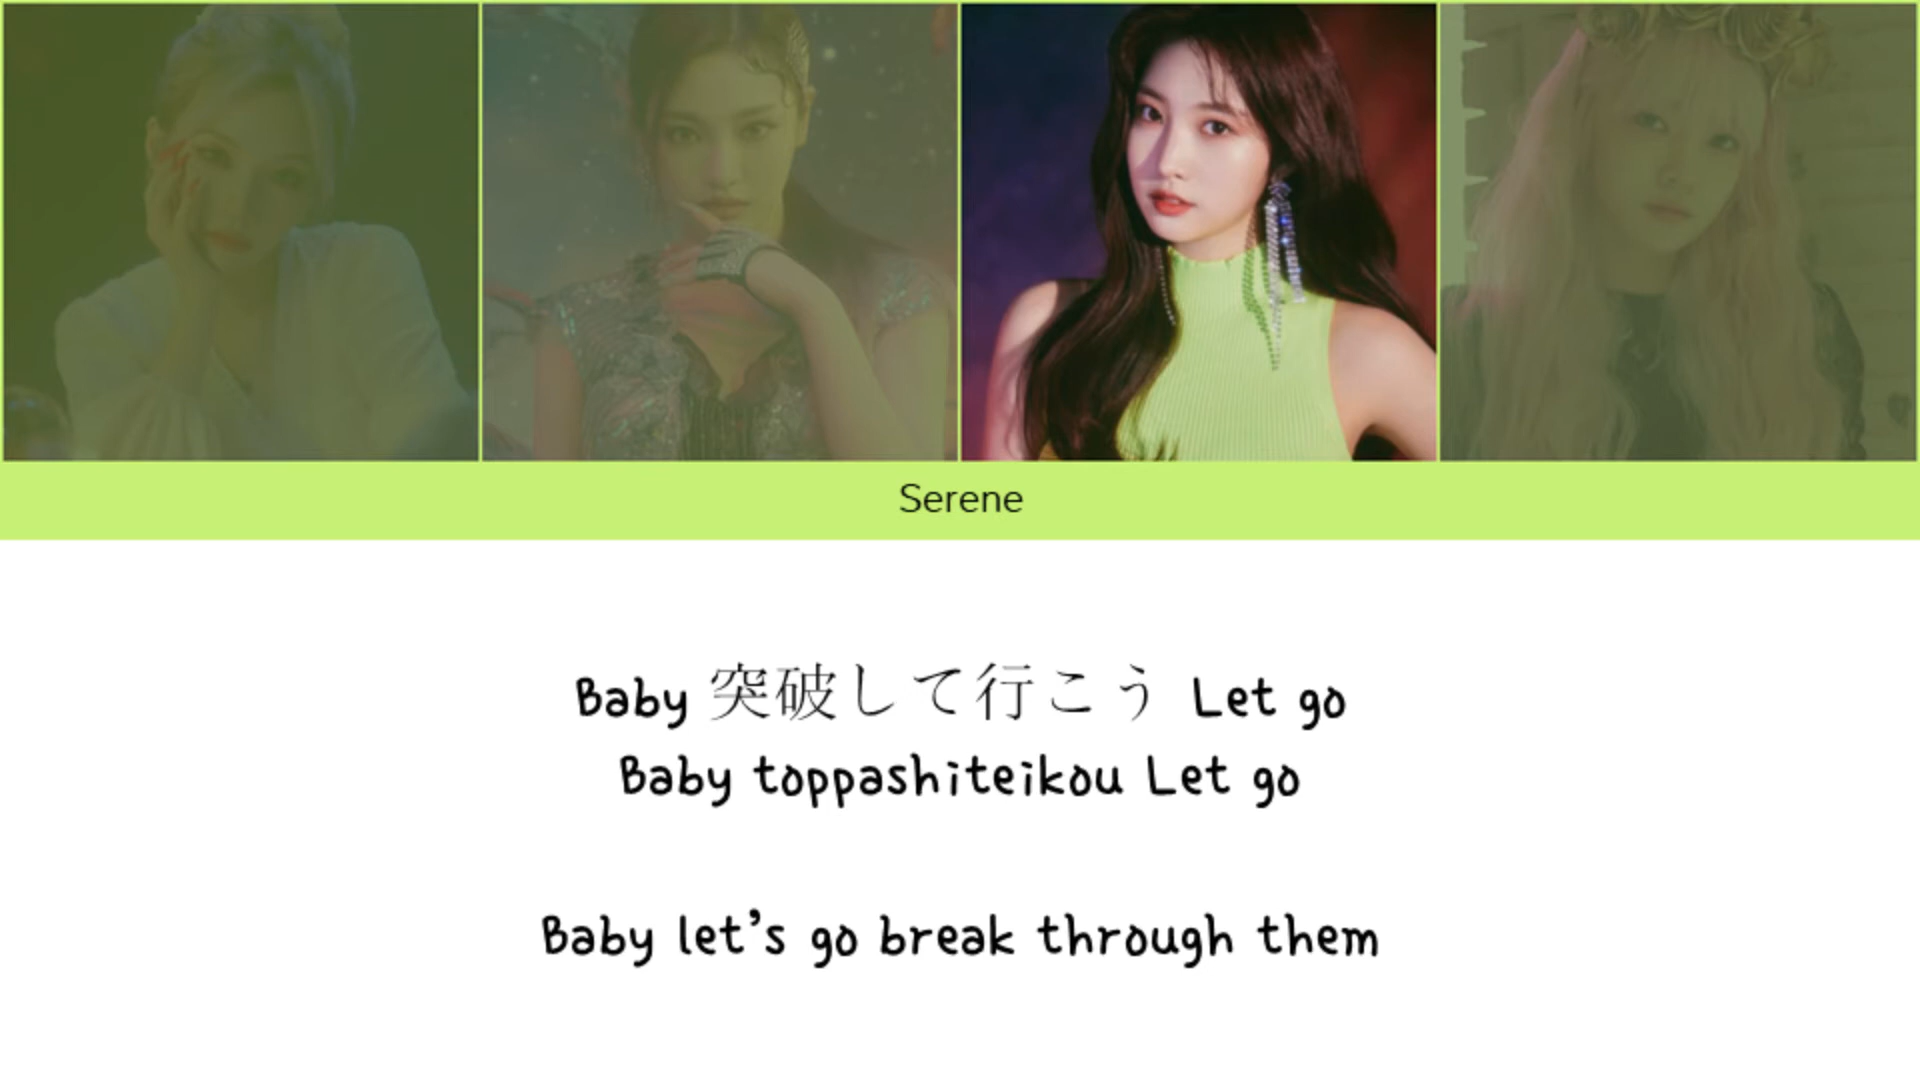 Serene
Baby 突破して行こう Let go
Baby toppashiteikou Let go
Baby let's go break through them